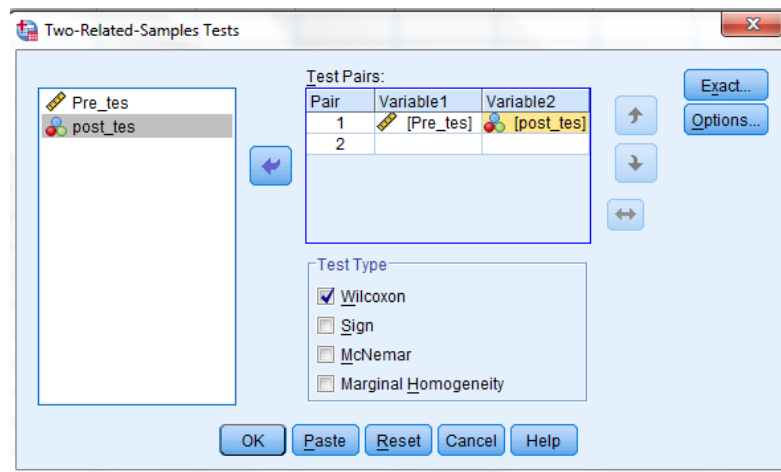 Two-Related-Samples Tests
Pre_tes
post_tes
Test Pairs:
Pair Variable1 Variable2
1 [Pre_tes] [post_tes]
2
Exact...
Options...
Test Type
Wilcoxon
Sign
McNemar
Marginal Homogeneity
OK Paste Reset Cancel Help